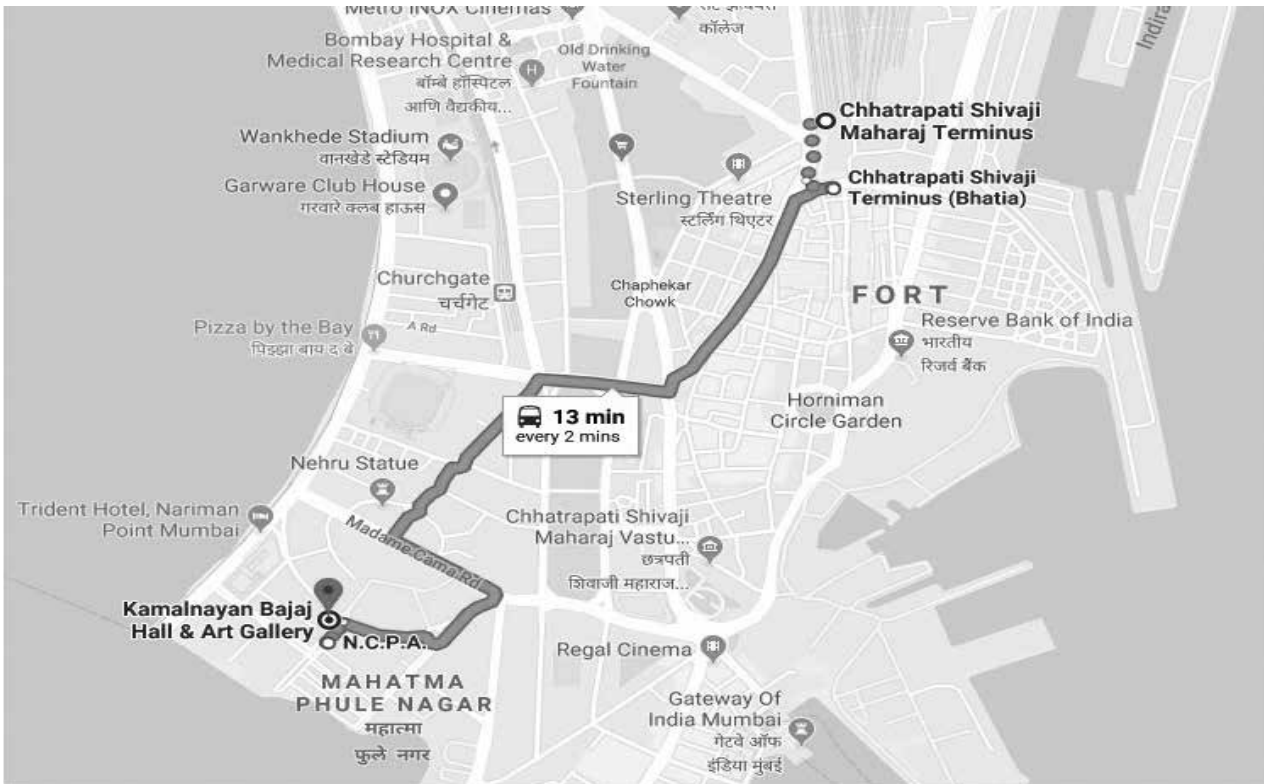 Metro INOX Cinemas
कॉलेज
Indira
Bombay Hospital &
Medical Research Centre
बॉम्बे हॉस्पिटल
आणि वैद्यकीय...
Old Drinking
Water
Fountain
Chhatrapati Shivaji
Maharaj Terminus
Wankhede Stadium
वानखेडे स्टेडियम
Garware Club House
गरवारे क्लब हाऊस
Sterling Theatre
स्टर्लिंग थिएटर
Chhatrapati Shivaji
Terminus (Bhatia)
Churchgate
चर्चगेट
Chaphekar
Chowk
FORT
Pizza by the Bay
पिझ्झा बाय द बे
A Rd
Reserve Bank of India
भारतीय
रिजर्व बैंक
13 min
every 2 mins
Horniman
Circle Garden
Nehru Statue
Trident Hotel, Nariman
Point Mumbai
Madame Cama Rd
Chhatrapati Shivaji
Maharaj Vastu...
छत्रपती
शिवाजी महाराज...
Kamalnayan Bajaj
Hall & Art Gallery
N.C.P.A.
Regal Cinema
MAHATMA
PHULE NAGAR
महात्मा
फुले नगर
Gateway Of
India Mumbai
गेटवे ऑफ
इंडिया मुंबई